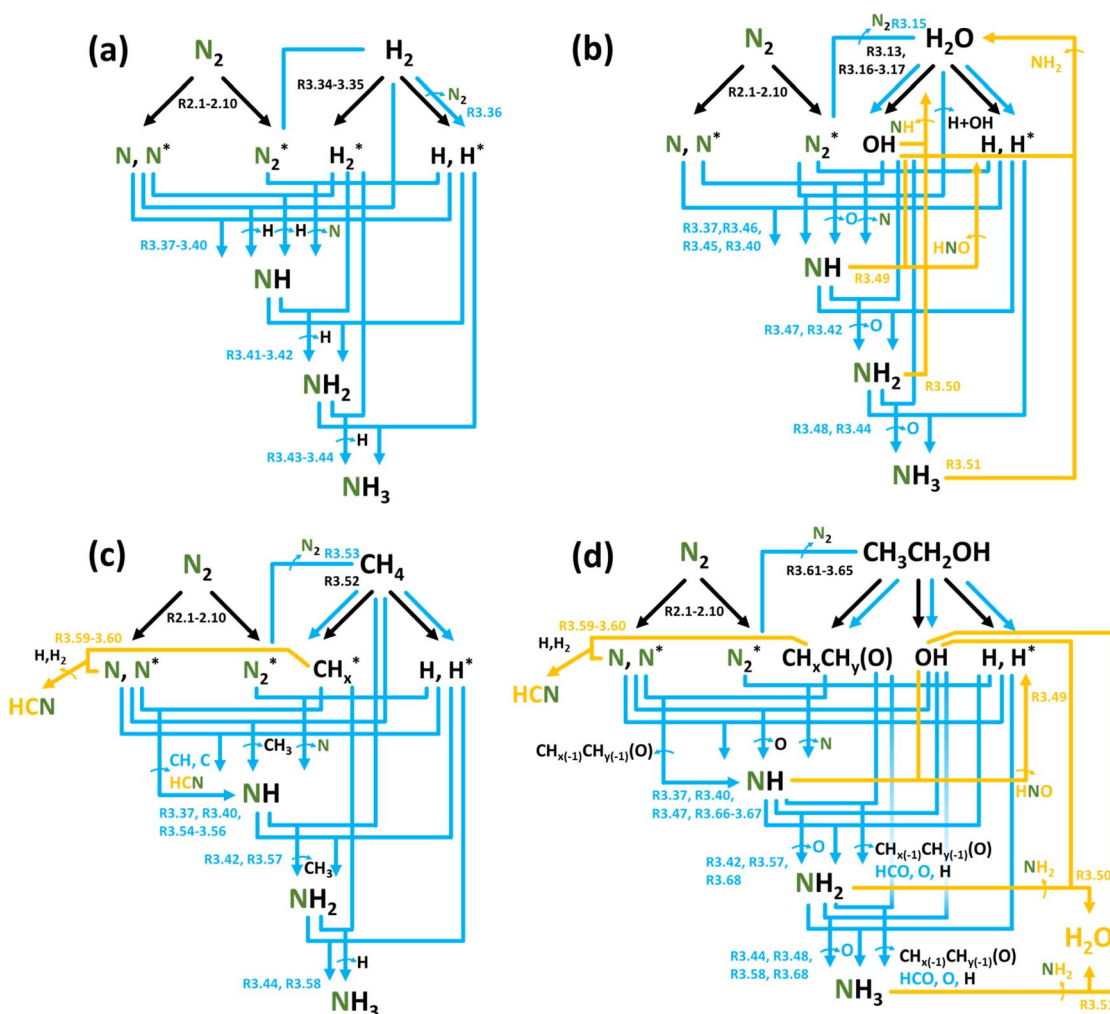 (a)
N2
H2
R2.1-2.10
R3.34-3.35
N2
R3.36
N, N*
N2*
H2*
H, H*
H
H
N
R3.37-3.40
NH
H
R3.41-3.42
NH2
H
R3.43-3.44
NH3
(b)
N2
N2
R3.15
H2O
R3.13,
R3.16-3.17
R2.1-2.10
NH2
NH
H+OH
N, N*
N2*
OH
H, H*
R3.37,R3.46,
R3.45, R3.40
O
N
HNO
NH
R3.49
R3.47, R3.42
O
NH2
R3.50
R3.48, R3.44
O
NH3
R3.51
(c)
N2
N2
R3.53
CH4
R3.52
R2.1-2.10
R3.59-3.60
H,H2
HCN
N, N*
N2*
CHx*
H, H*
CH3
N
CH, C
HCN
NH
R3.37, R3.40,
R3.54-3.56
R3.42, R3.57
CH3
NH2
H
R3.44, R3.58
NH3
(d)
N2
N2
CH3CH2OH
R3.61-3.65
R2.1-2.10
R3.59-3.60
H,H2
HCN
N, N*
N2*
CHxCHy(O)
OH
H, H*
R3.49
CHx(-1)CHy(-1)(O)
O
N
NH
HNO
R3.37, R3.40,
R3.47, R3.66-3.67
O
CHx(-1)CHy(-1)(O)
HCO, O, H
R3.42, R3.57,
R3.68
NH2
NH2
R3.50
H2O
R3.44, R3.48,
R3.58, R3.68
O
CHx(-1)CHy(-1)(O)
HCO, O, H
NH2
NH3
R3.51